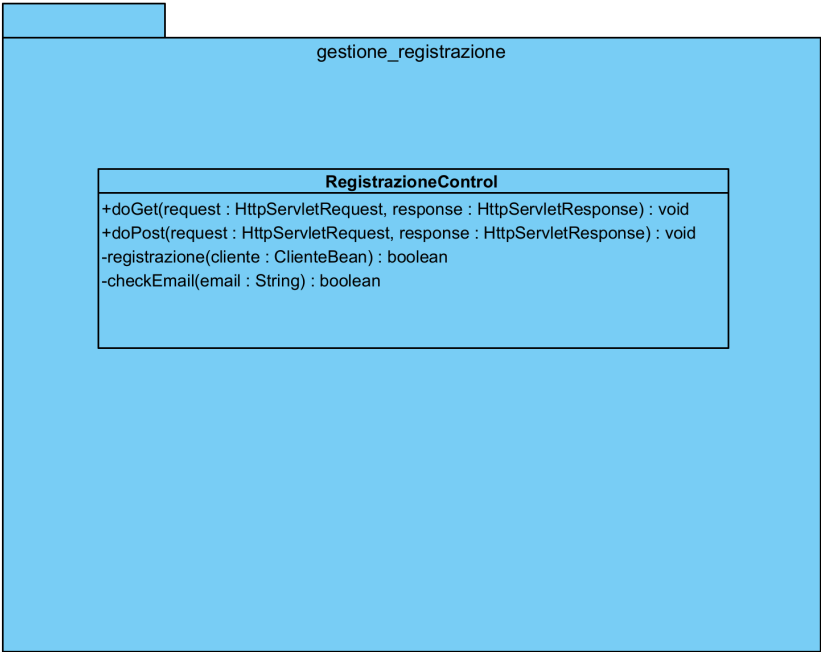 gestione_registrazione
RegistrazioneControl
+doGet(request : HttpServletRequest, response : HttpServletResponse) : void
+doPost(request : HttpServletRequest, response : HttpServletResponse) : void
-registrazione(cliente : ClienteBean) : boolean
-checkEmail(email : String) : boolean